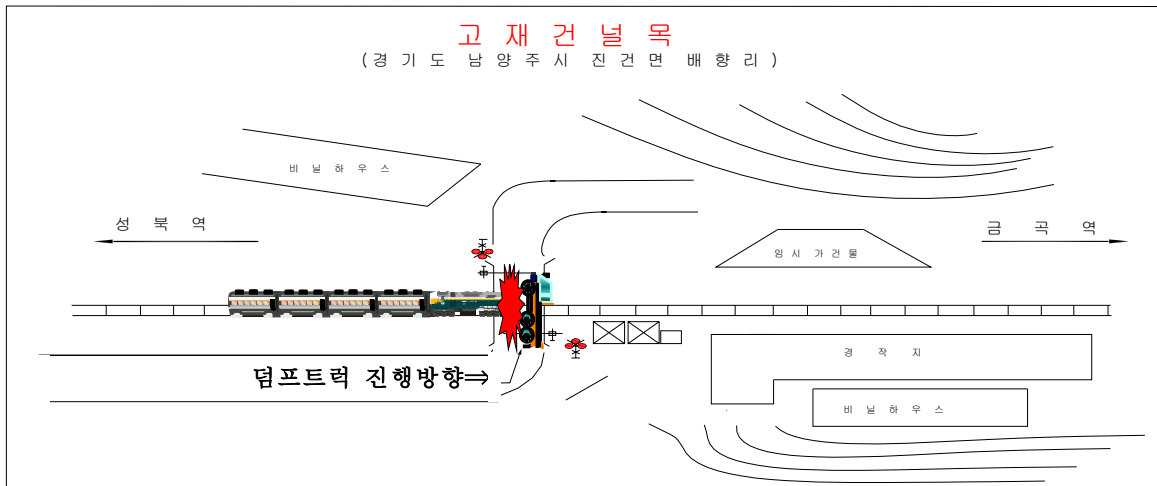 고 재 건 널 목
(경 기 도 남 양 주 시 진 건 면 배 향 리)
비 닐 하 우 스
성 북 역
금 곡 역
임 시 가 건 물
경 작 지
덤프트럭 진행방향⇒
비 닐 하 우 스